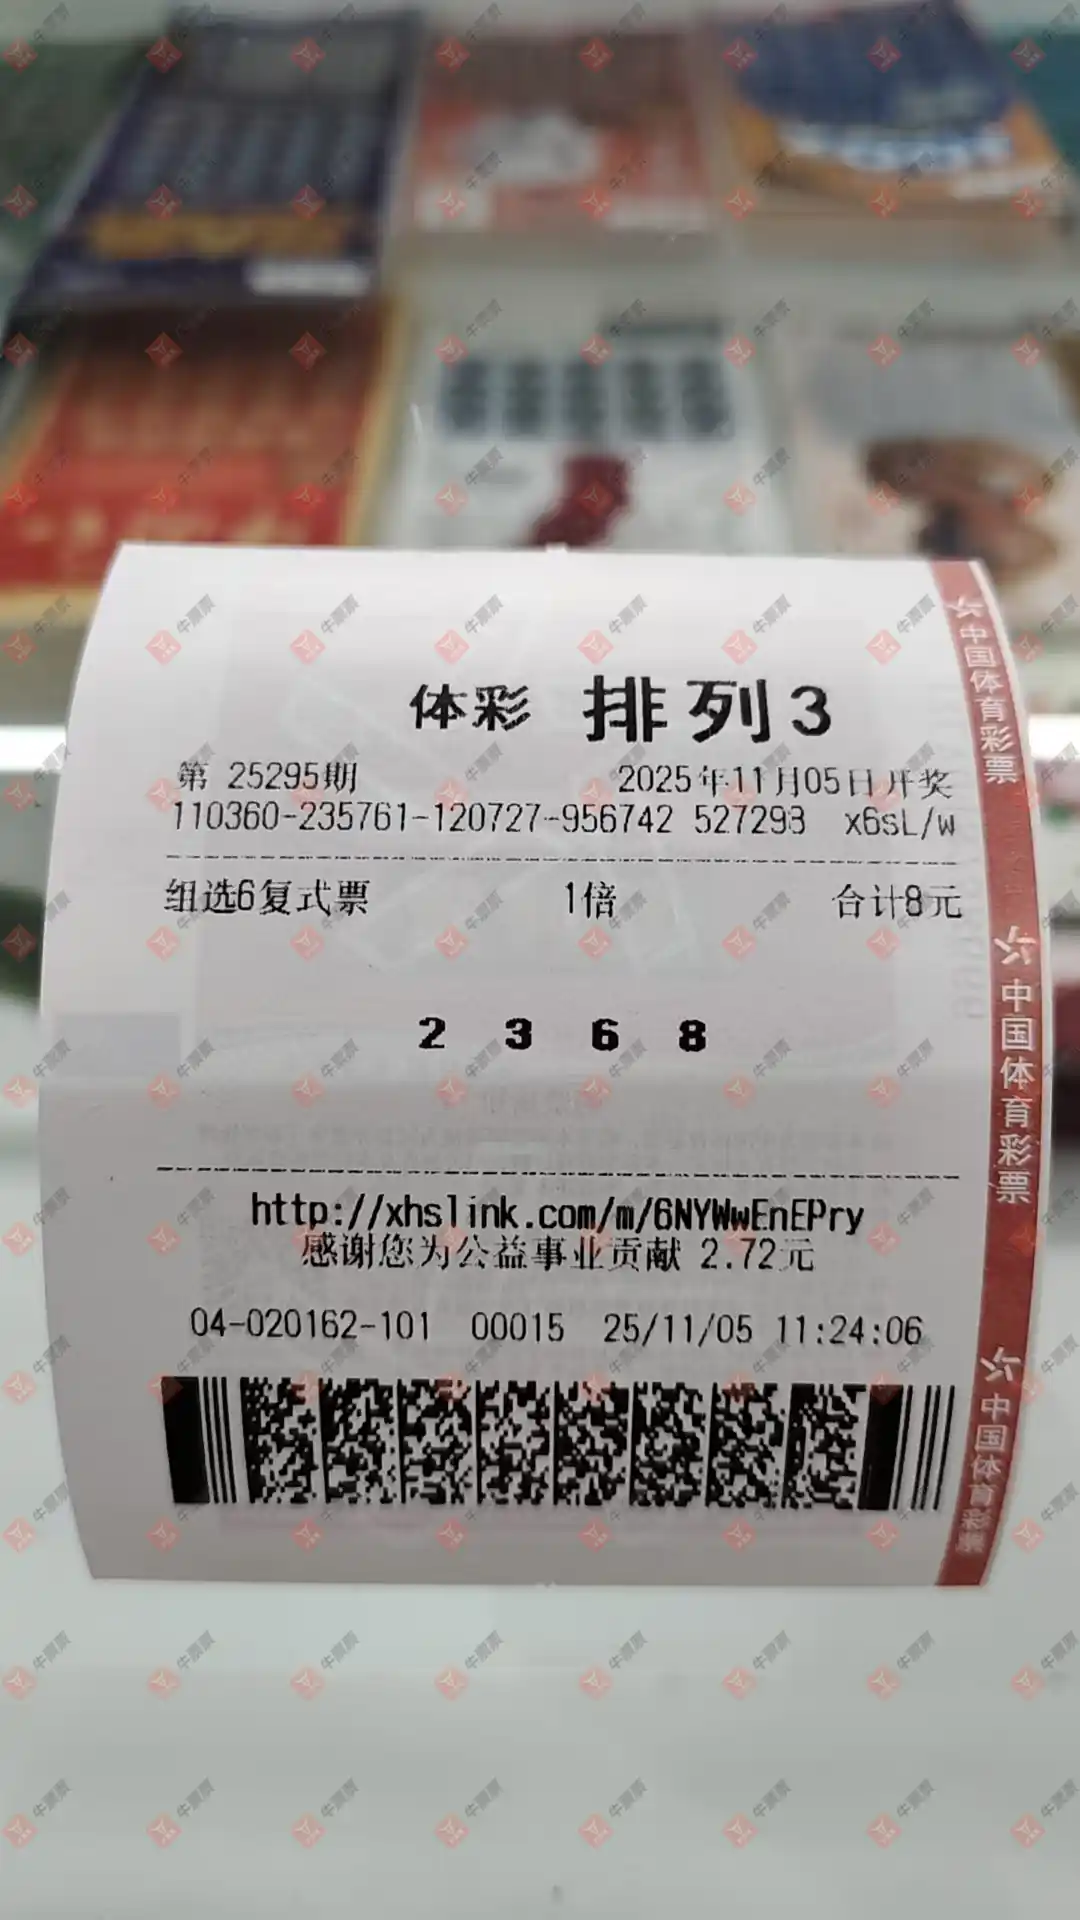 体彩 排列3
第 25295期 2025年11月05日开奖
110360-235761-120727-956742 527298 x6sL/w
组选6复式票 1倍 合计8元
2 3 6 8
http://xhslink.com/m/6NYWwEnEPry
感谢您为公益事业贡献 2.72元
04-020162-101 00015 25/11/05 11:24:06
中国体育彩票
中国体育彩票
中国体育彩票
牛票票